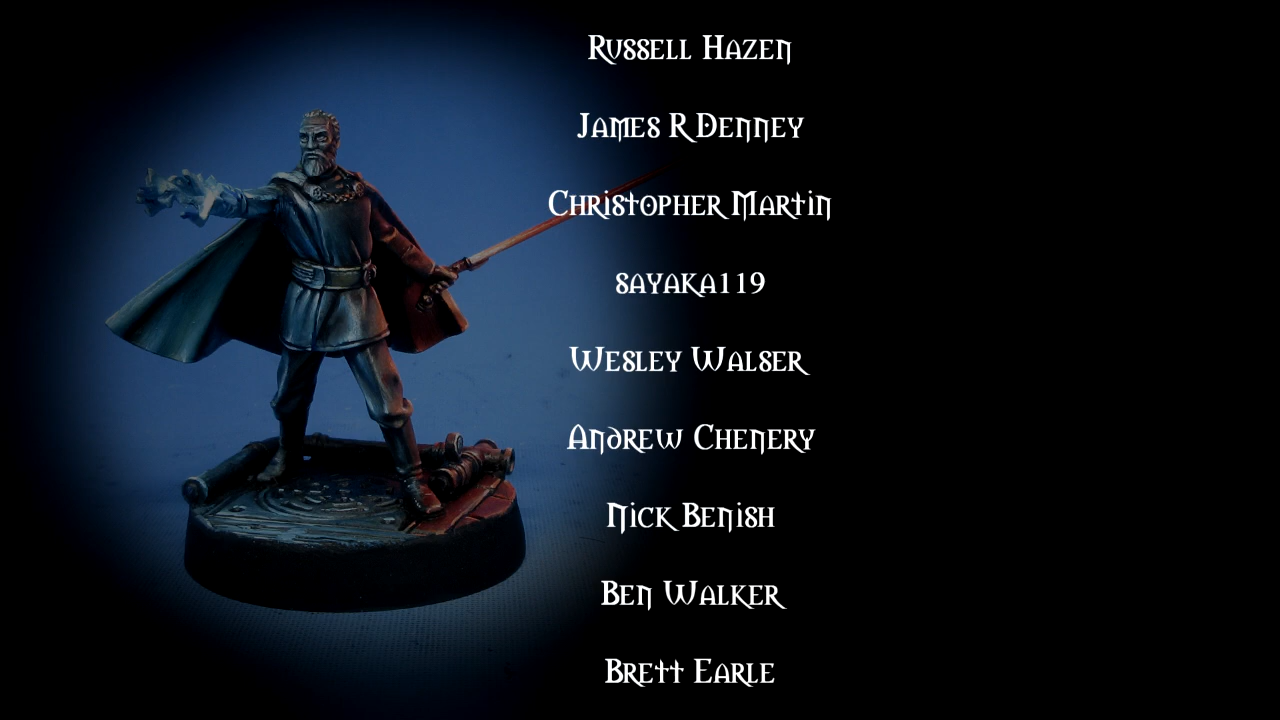 Russell Hazen
James R Denney
Christopher Martin
sayaka119
Wesley Walser
Andrew Chenery
Nick Benish
Ben Walker
Brett Earle